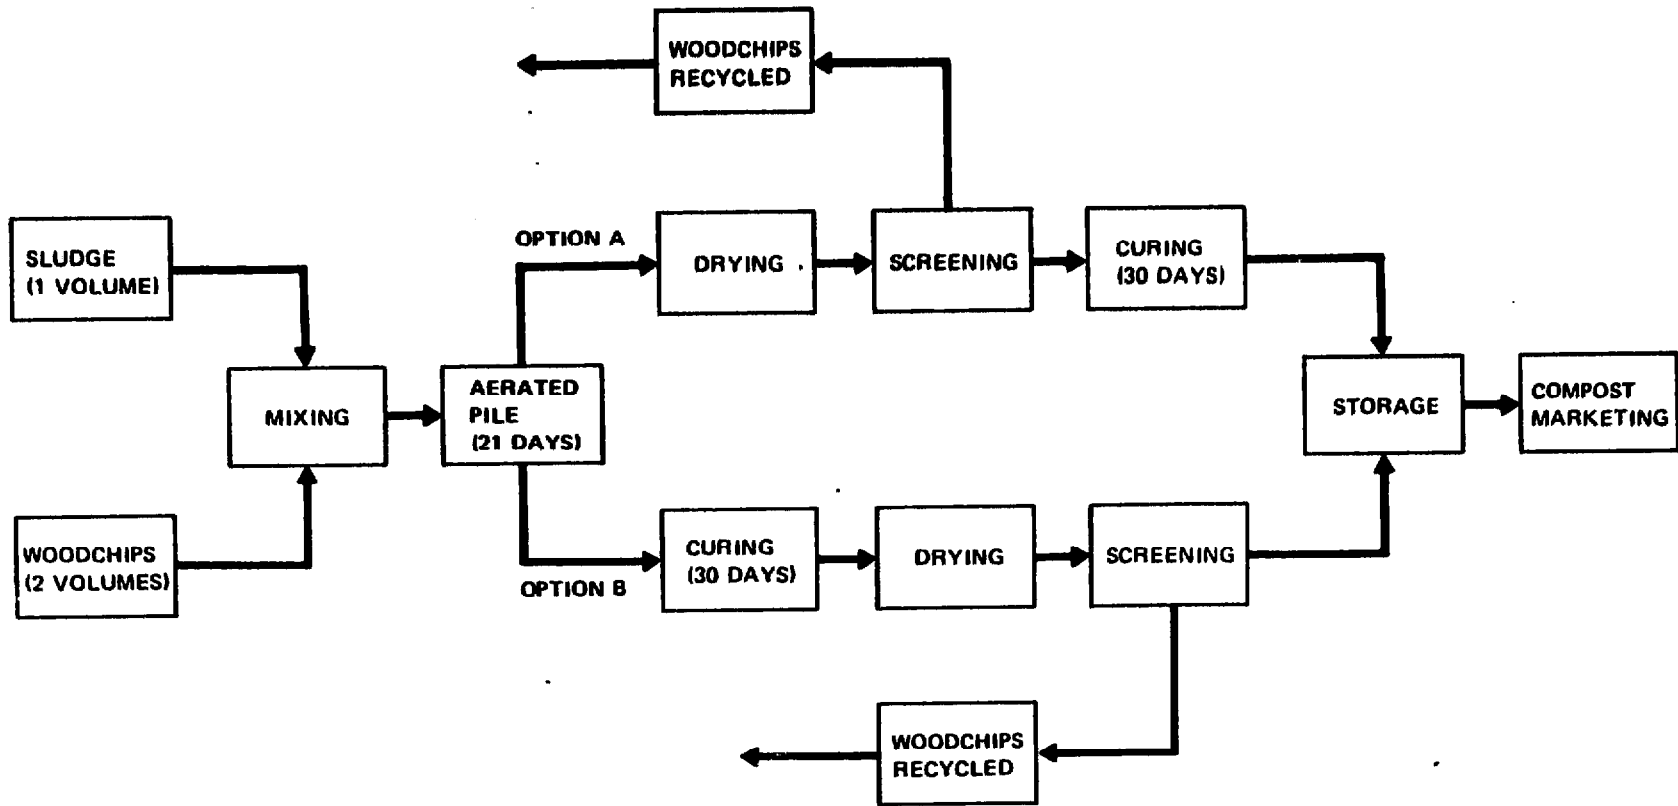 WOODCHIPS
RECYCLED
SLUDGE
(1 VOLUME)
OPTION A
DRYING
SCREENING
CURING
(30 DAYS)
MIXING
AERATED
PILE
(21 DAYS)
STORAGE
COMPOST
MARKETING
WOODCHIPS
(2 VOLUMES)
OPTION B
CURING
(30 DAYS)
DRYING
SCREENING
WOODCHIPS
RECYCLED